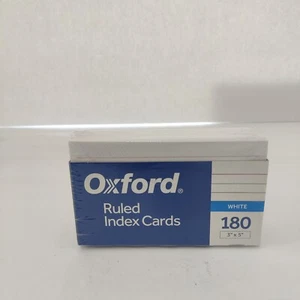 Oxford®
Ruled
Index Cards
WHITE
180
3" x 5"